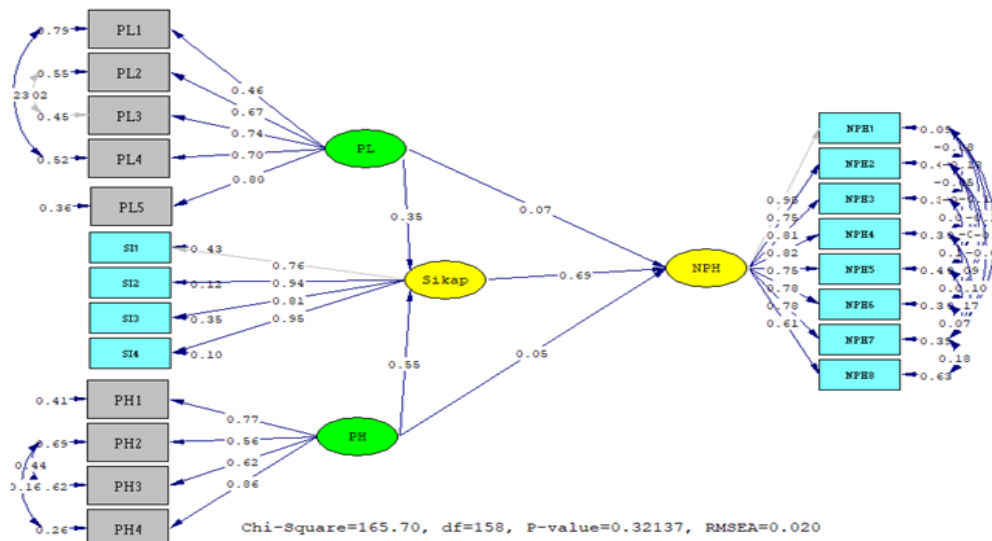 0.79 PL1
0.55 PL2
0.45 PL3
0.52 PL4
0.36 PL5
0.46
0.67
0.74
0.70
0.80
PL
0.35
0.07
SI1 0.43
SI2 0.12
SI3 0.35
SI4 0.10
0.76
0.94
0.81
0.95
Sikap
0.69
NPH
0.55
0.05
0.41 PH1
0.69 PH2
0.44
0.16 0.62 PH3
0.26 PH4
0.77
0.56
0.62
0.86
PH
0.75
0.81
0.82
0.75
0.78
0.78
0.61
NPH1 0.09
NPH2
NPH3
NPH4
NPH5
NPH6
NPH7 0.39
NPH8 0.63
0.07
0.18
Chi-Square=165.70, df=158, P-value=0.32137, RMSEA=0.020